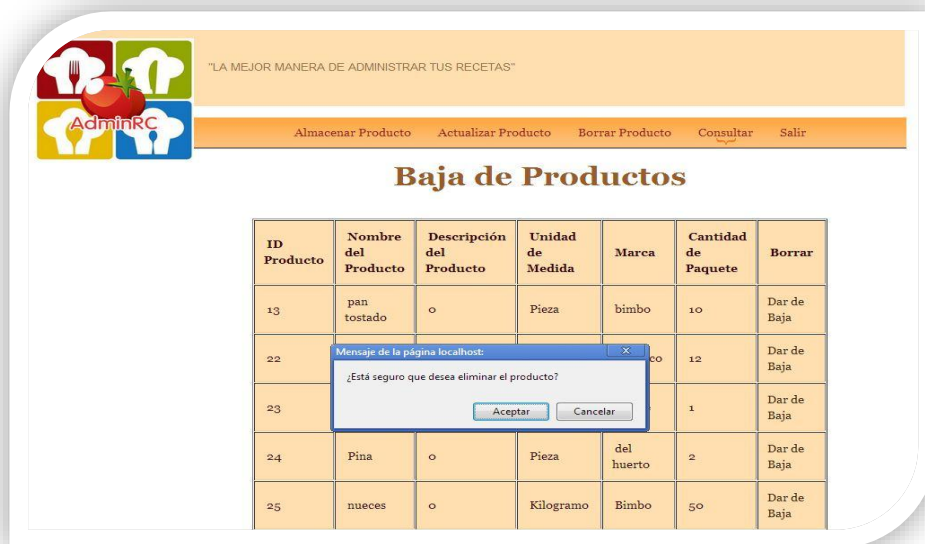 "LA MEJOR MANERA DE ADMINISTRAR TUS RECETAS"
AdminRC
Almacenar Producto Actualizar Producto Borrar Producto Consultar Salir
Baja de Productos
ID Producto Nombre del Producto Descripción del Producto Unidad de Medida Marca Cantidad de Paquete Borrar
13 pan tostado 0 Pieza bimbo 10 Dar de Baja
22 co 12 Dar de Baja
Mensaje de la página localhost:
¿Está seguro que desea eliminar el producto?
Aceptar Cancelar
23 1 Dar de Baja
24 Pina 0 Pieza del huerto 2 Dar de Baja
25 nueces 0 Kilogramo Bimbo 50 Dar de Baja